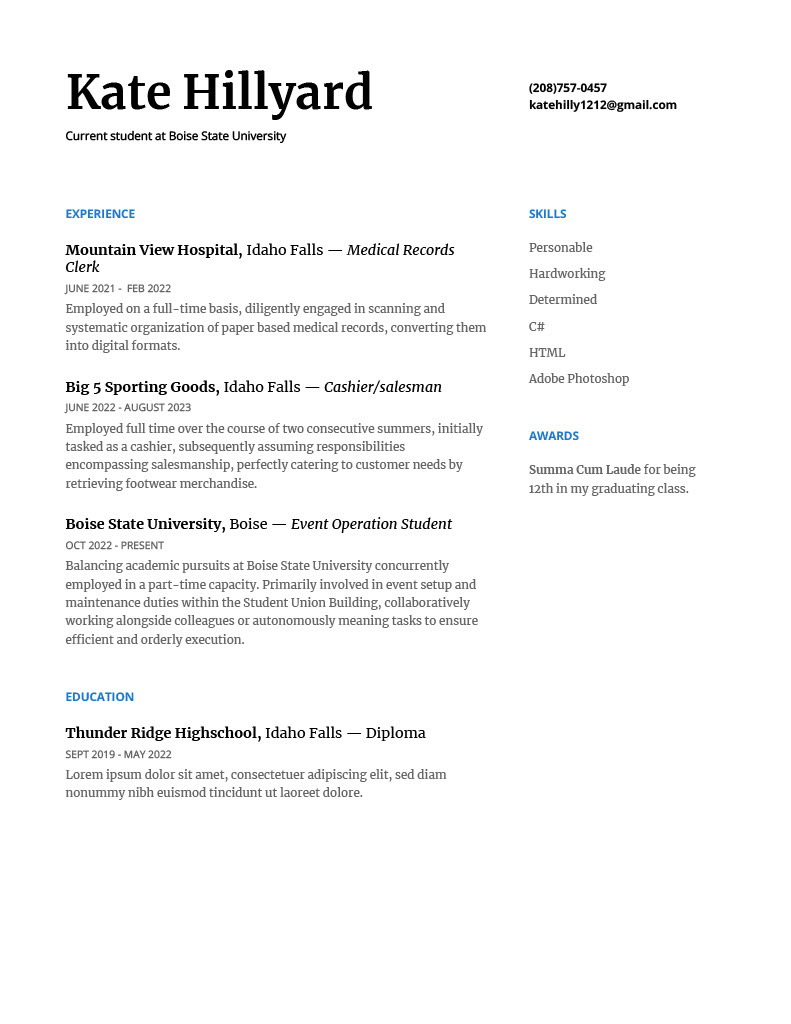 Kate Hillyard
Current student at Boise State University
(208)757-0457
katehilly1212@gmail.com
EXPERIENCE
Mountain View Hospital, Idaho Falls — Medical Records
Clerk
JUNE 2021 - FEB 2022
Employed on a full-time basis, diligently engaged in scanning and
systematic organization of paper based medical records, converting them
into digital formats.
Big 5 Sporting Goods, Idaho Falls — Cashier/salesman
JUNE 2022 - AUGUST 2023
Employed full time over the course of two consecutive summers, initially
tasked as a cashier, subsequently assuming responsibilities
encompassing salesmanship, perfectly catering to customer needs by
retrieving footwear merchandise.
Boise State University, Boise — Event Operation Student
OCT 2022 - PRESENT
Balancing academic pursuits at Boise State University concurrently
employed in a part-time capacity. Primarily involved in event setup and
maintenance duties within the Student Union Building, collaboratively
working alongside colleagues or autonomously meaning tasks to ensure
efficient and orderly execution.
EDUCATION
Thunder Ridge Highschool, Idaho Falls — Diploma
SEPT 2019 - MAY 2022
Lorem ipsum dolor sit amet, consectetuer adipiscing elit, sed diam
nonummy nibh euismod tincidunt ut laoreet dolore.
SKILLS
Personable
Hardworking
Determined
C#
HTML
Adobe Photoshop
AWARDS
Summa Cum Laude for being
12th in my graduating class.